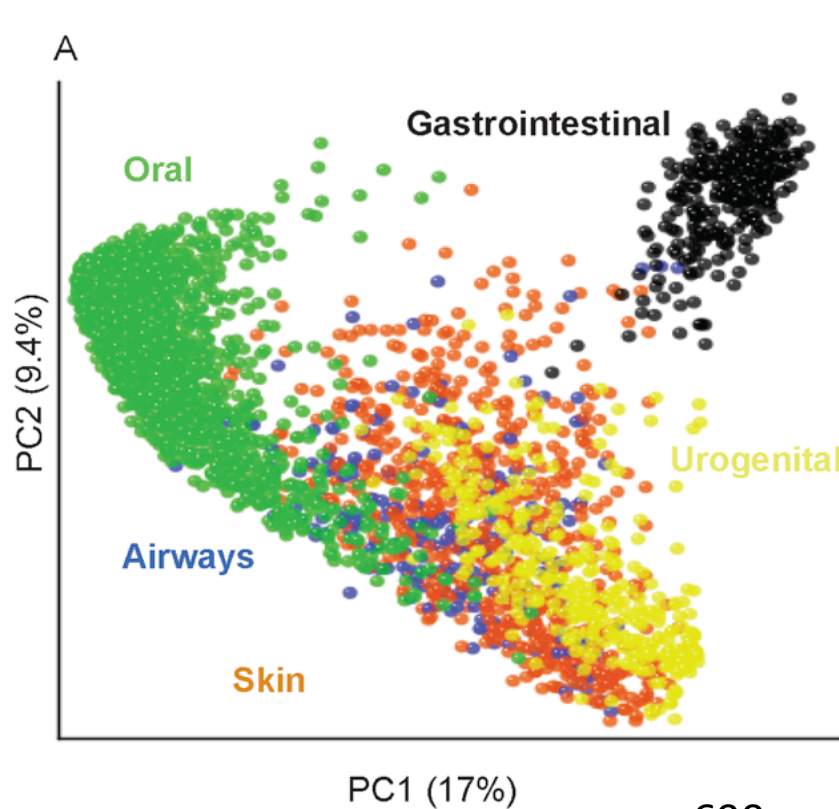 A
Gastrointestinal
Oral
PC2 (9.4%)
Urogenital
Airways
Skin
PC1 (17%)